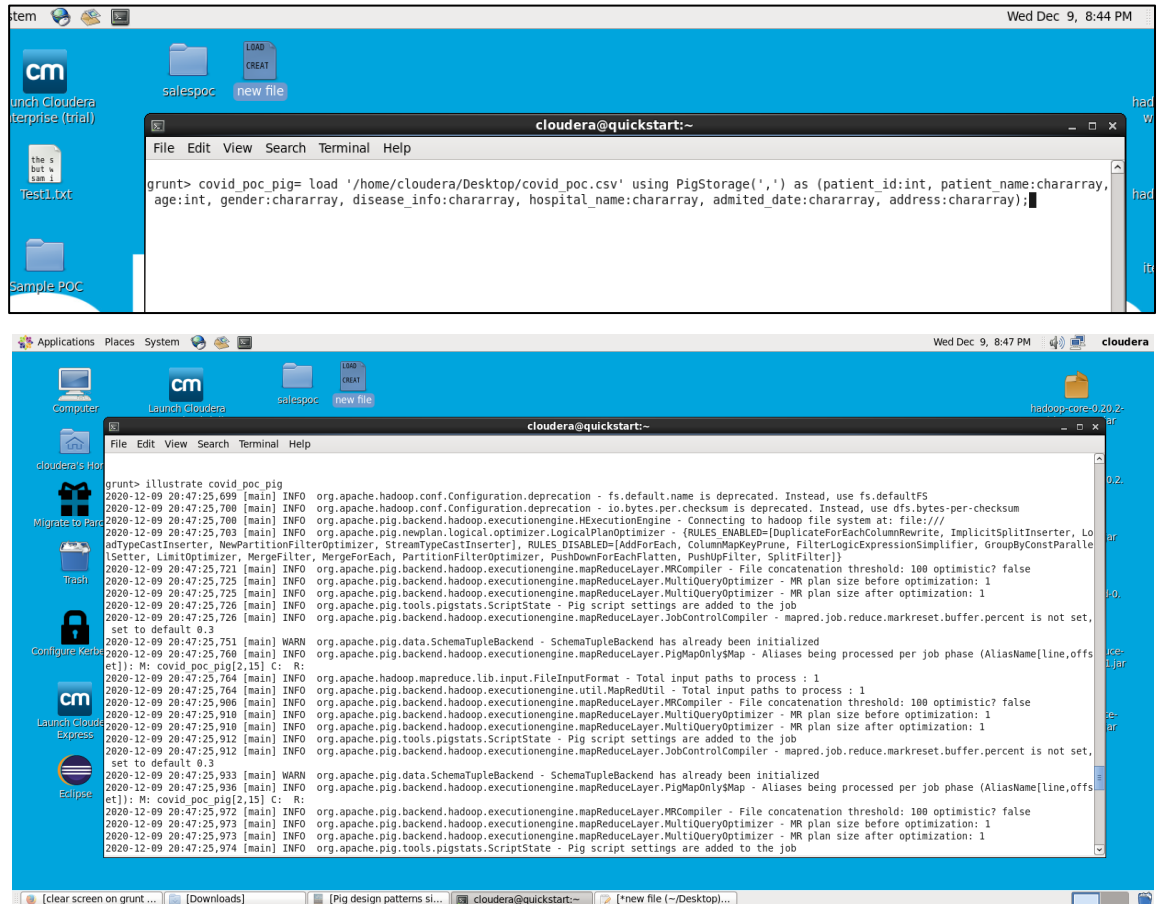 stem
Wed Dec 9, 8:44 PM
cm
unch Cloudera
terprise (trial)
salespoc
LOAD
CREAT
new file
had
w
cloudera@quickstart:~
File Edit View Search Terminal Help
the s
but w
sam i
Test1.txt
grunt> covid_poc_pig= load '/home/cloudera/Desktop/covid_poc.csv' using PigStorage(',') as (patient_id:int, patient_name:chararray,
age:int, gender:chararray, disease_info:chararray, hospital_name:chararray, admited_date:chararray, address:chararray);
had
Sample POC
ite
Applications Places System
Wed Dec 9, 8:47 PM
cloudera
Computer
cm
Launch Cloudera
salespoc
LOAD
CREAT
new file
hadoop-core-0.20.2-
ar
cloudera@quickstart:~
File Edit View Search Terminal Help
cloudera's Hor
0.2.
grunt> illustrate covid_poc_pig
2020-12-09 20:47:25,699 [main] INFO org.apache.hadoop.conf.Configuration.deprecation - fs.default.name is deprecated. Instead, use fs.defaultFS
2020-12-09 20:47:25,700 [main] INFO org.apache.hadoop.conf.Configuration.deprecation - io.bytes.per.checksum is deprecated. Instead, use dfs.bytes-per-checksum
2020-12-09 20:47:25,700 [main] INFO org.apache.pig.backend.hadoop.executionengine.HExecutionEngine - Connecting to hadoop file system at: file:///
2020-12-09 20:47:25,703 [main] INFO org.apache.pig.newplan.logical.optimizer.LogicalPlanOptimizer - {RULES_ENABLED=[DuplicateForEachColumnRewrite, ImplicitSplitInserter, Lo
adTypeCastInserter, NewPartitionFilterOptimizer, StreamTypeCastInserter], RULES_DISABLED=[AddForEach, ColumnMapKeyPrune, FilterLogicExpressionSimplifier, GroupByConstParalle
lSetter, LimitOptimizer, MergeFilter, MergeForEach, PartitionFilterOptimizer, PushDownForEachFlatten, PushUpFilter, SplitFilter]}
2020-12-09 20:47:25,721 [main] INFO org.apache.pig.backend.hadoop.executionengine.mapReduceLayer.MRCompiler - File concatenation threshold: 100 optimistic? false
2020-12-09 20:47:25,725 [main] INFO org.apache.pig.backend.hadoop.executionengine.mapReduceLayer.MultiQueryOptimizer - MR plan size before optimization: 1
2020-12-09 20:47:25,725 [main] INFO org.apache.pig.backend.hadoop.executionengine.mapReduceLayer.MultiQueryOptimizer - MR plan size after optimization: 1
2020-12-09 20:47:25,726 [main] INFO org.apache.pig.tools.pigstats.ScriptState - Pig script settings are added to the job
2020-12-09 20:47:25,726 [main] INFO org.apache.pig.backend.hadoop.executionengine.mapReduceLayer.JobControlCompiler - mapred.job.reduce.markreset.buffer.percent is not set,
set to default 0.3
2020-12-09 20:47:25,751 [main] WARN org.apache.pig.data.SchemaTupleBackend - SchemaTupleBackend has already been initialized
2020-12-09 20:47:25,760 [main] INFO org.apache.pig.backend.hadoop.executionengine.mapReduceLayer.PigMapOnly$Map - Aliases being processed per job phase (AliasName[line,offs
et]): M: covid_poc_pig[2,15] C: R:
2020-12-09 20:47:25,764 [main] INFO org.apache.hadoop.mapreduce.lib.input.FileInputFormat - Total input paths to process : 1
2020-12-09 20:47:25,764 [main] INFO org.apache.pig.backend.hadoop.executionengine.util.MapRedUtil - Total input paths to process : 1
2020-12-09 20:47:25,906 [main] INFO org.apache.pig.backend.hadoop.executionengine.mapReduceLayer.MRCompiler - File concatenation threshold: 100 optimistic? false
2020-12-09 20:47:25,910 [main] INFO org.apache.pig.backend.hadoop.executionengine.mapReduceLayer.MultiQueryOptimizer - MR plan size before optimization: 1
2020-12-09 20:47:25,910 [main] INFO org.apache.pig.backend.hadoop.executionengine.mapReduceLayer.MultiQueryOptimizer - MR plan size after optimization: 1
2020-12-09 20:47:25,912 [main] INFO org.apache.pig.tools.pigstats.ScriptState - Pig script settings are added to the job
2020-12-09 20:47:25,912 [main] INFO org.apache.pig.backend.hadoop.executionengine.mapReduceLayer.JobControlCompiler - mapred.job.reduce.markreset.buffer.percent is not set,
set to default 0.3
2020-12-09 20:47:25,933 [main] WARN org.apache.pig.data.SchemaTupleBackend - SchemaTupleBackend has already been initialized
2020-12-09 20:47:25,936 [main] INFO org.apache.pig.backend.hadoop.executionengine.mapReduceLayer.PigMapOnly$Map - Aliases being processed per job phase (AliasName[line,offs
et]): M: covid_poc_pig[2,15] C: R:
2020-12-09 20:47:25,972 [main] INFO org.apache.pig.backend.hadoop.executionengine.mapReduceLayer.MRCompiler - File concatenation threshold: 100 optimistic? false
2020-12-09 20:47:25,973 [main] INFO org.apache.pig.backend.hadoop.executionengine.mapReduceLayer.MultiQueryOptimizer - MR plan size before optimization: 1
2020-12-09 20:47:25,973 [main] INFO org.apache.pig.backend.hadoop.executionengine.mapReduceLayer.MultiQueryOptimizer - MR plan size after optimization: 1
2020-12-09 20:47:25,974 [main] INFO org.apache.pig.tools.pigstats.ScriptState - Pig script settings are added to the job
Migrate to Parc
ar
Trash
l-0.
Configure Kerbe
uce-
1.jar
cm
Launch Cloude
Express
ce-
ar
Eclipse
[clear screen on grunt ...
[Downloads]
[Pig design patterns si...
cloudera@quickstart:~
[*new file (~/Desktop)...